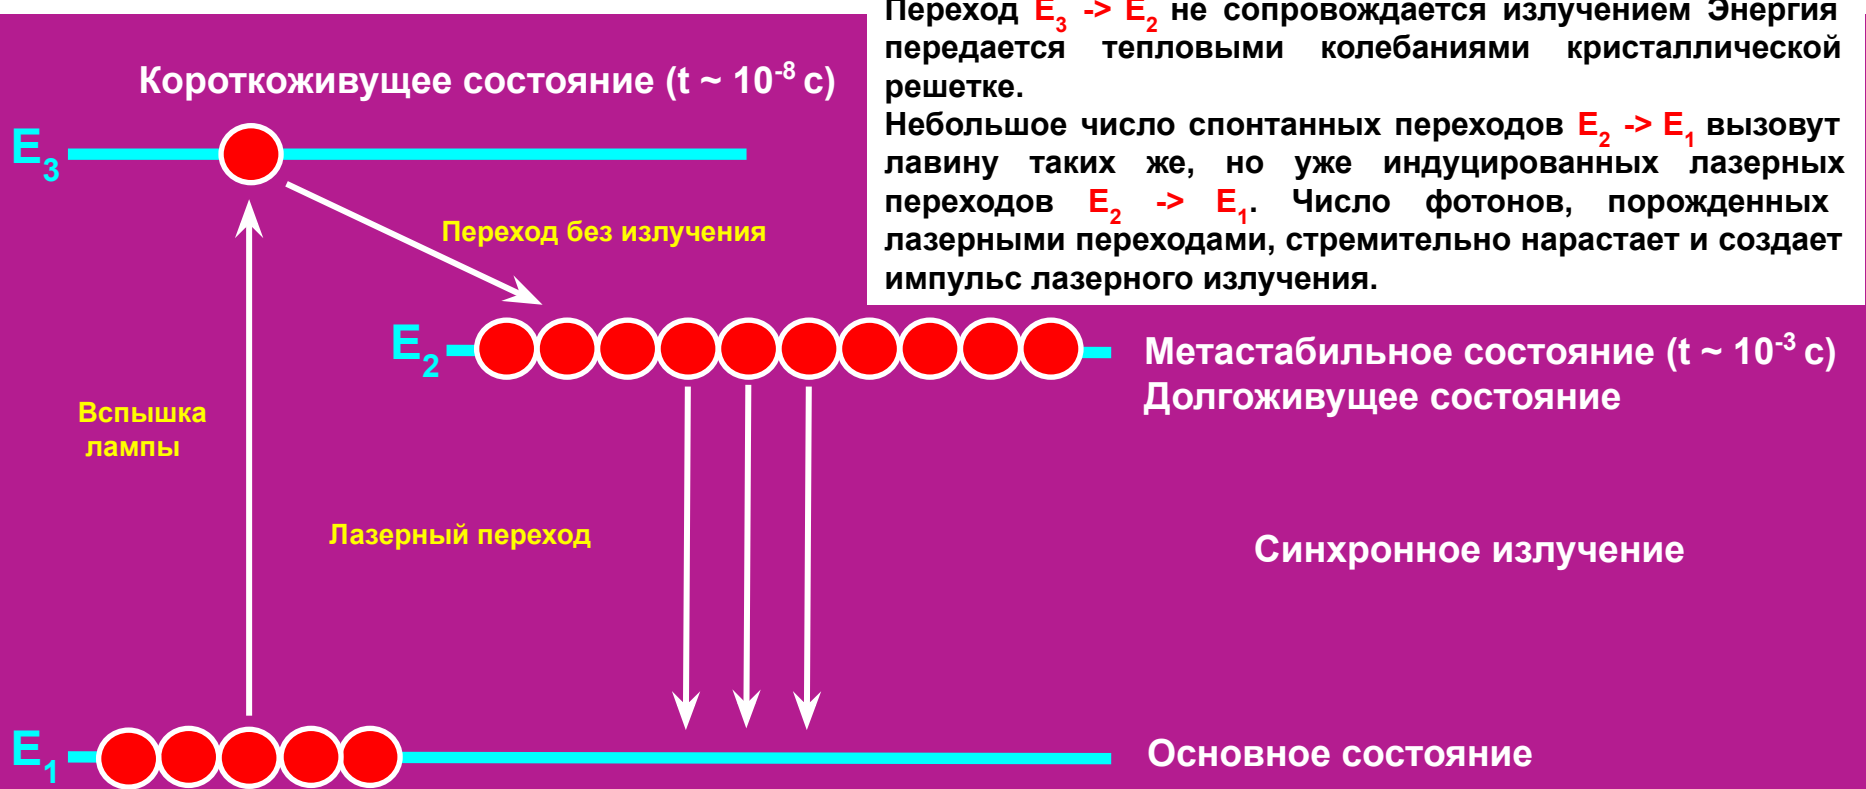 Переход E₃ -> E₂ не сопровождается излучением Энергия
передается тепловыми колебаниями кристаллической
решетке.
Небольшое число спонтанных переходов E₂ -> E₁ вызовут
лавину таких же, но уже индуцированных лазерных
переходов E₂ -> E₁. Число фотонов, порожденных
лазерными переходами, стремительно нарастает и создает
импульс лазерного излучения.
Короткоживущее состояние (t ~ 10⁻⁸ с)
E₃
Переход без излучения
E₂
Метастабильное состояние (t ~ 10⁻³ с)
Долгоживущее состояние
Вспышка
лампы
Лазерный переход
Синхронное излучение
E₁
Основное состояние